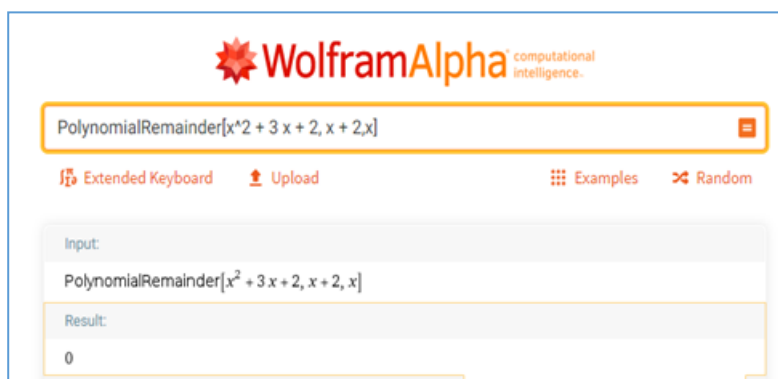 WolframAlpha computational intelligence.
PolynomialRemainder[x^2 + 3 x + 2, x + 2,x]
Extended Keyboard Upload Examples Random
Input:
PolynomialRemainder[x² + 3 x + 2, x + 2, x]
Result:
0